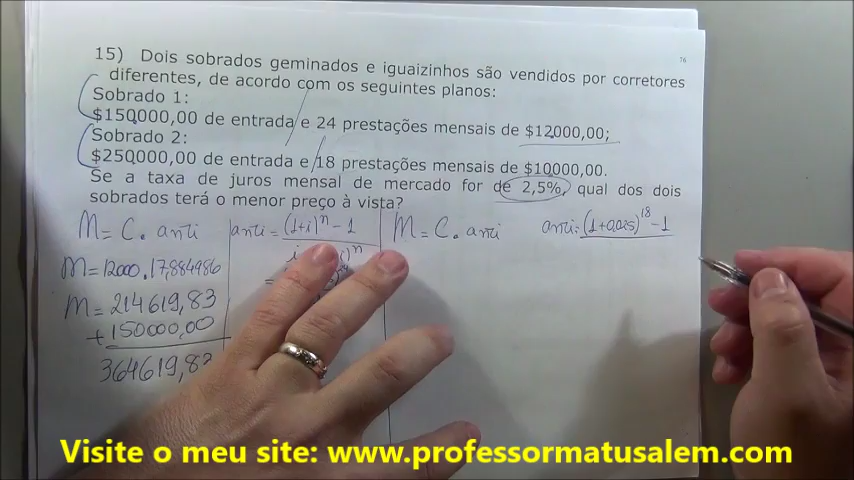 76
15) Dois sobrados geminados e iguaizinhos são vendidos por corretores
diferentes, de acordo com os seguintes planos:
Sobrado 1:
$150000,00 de entrada e 24 prestações mensais de $12000,00;
Sobrado 2:
$250000,00 de entrada e 18 prestações mensais de $10000,00.
Se a taxa de juros mensal de mercado for de 2,5%, qual dos dois
sobrados terá o menor preço à vista?
M = C. an¬i
M = 12000. 17,884986
M = 214619,83
+150000,00
364619,83
an¬i = (1+i)^n - 1
M = C. an¬i
an¬i = (1+0,025)^18 - 1
Visite o meu site: www.professormatusalem.com